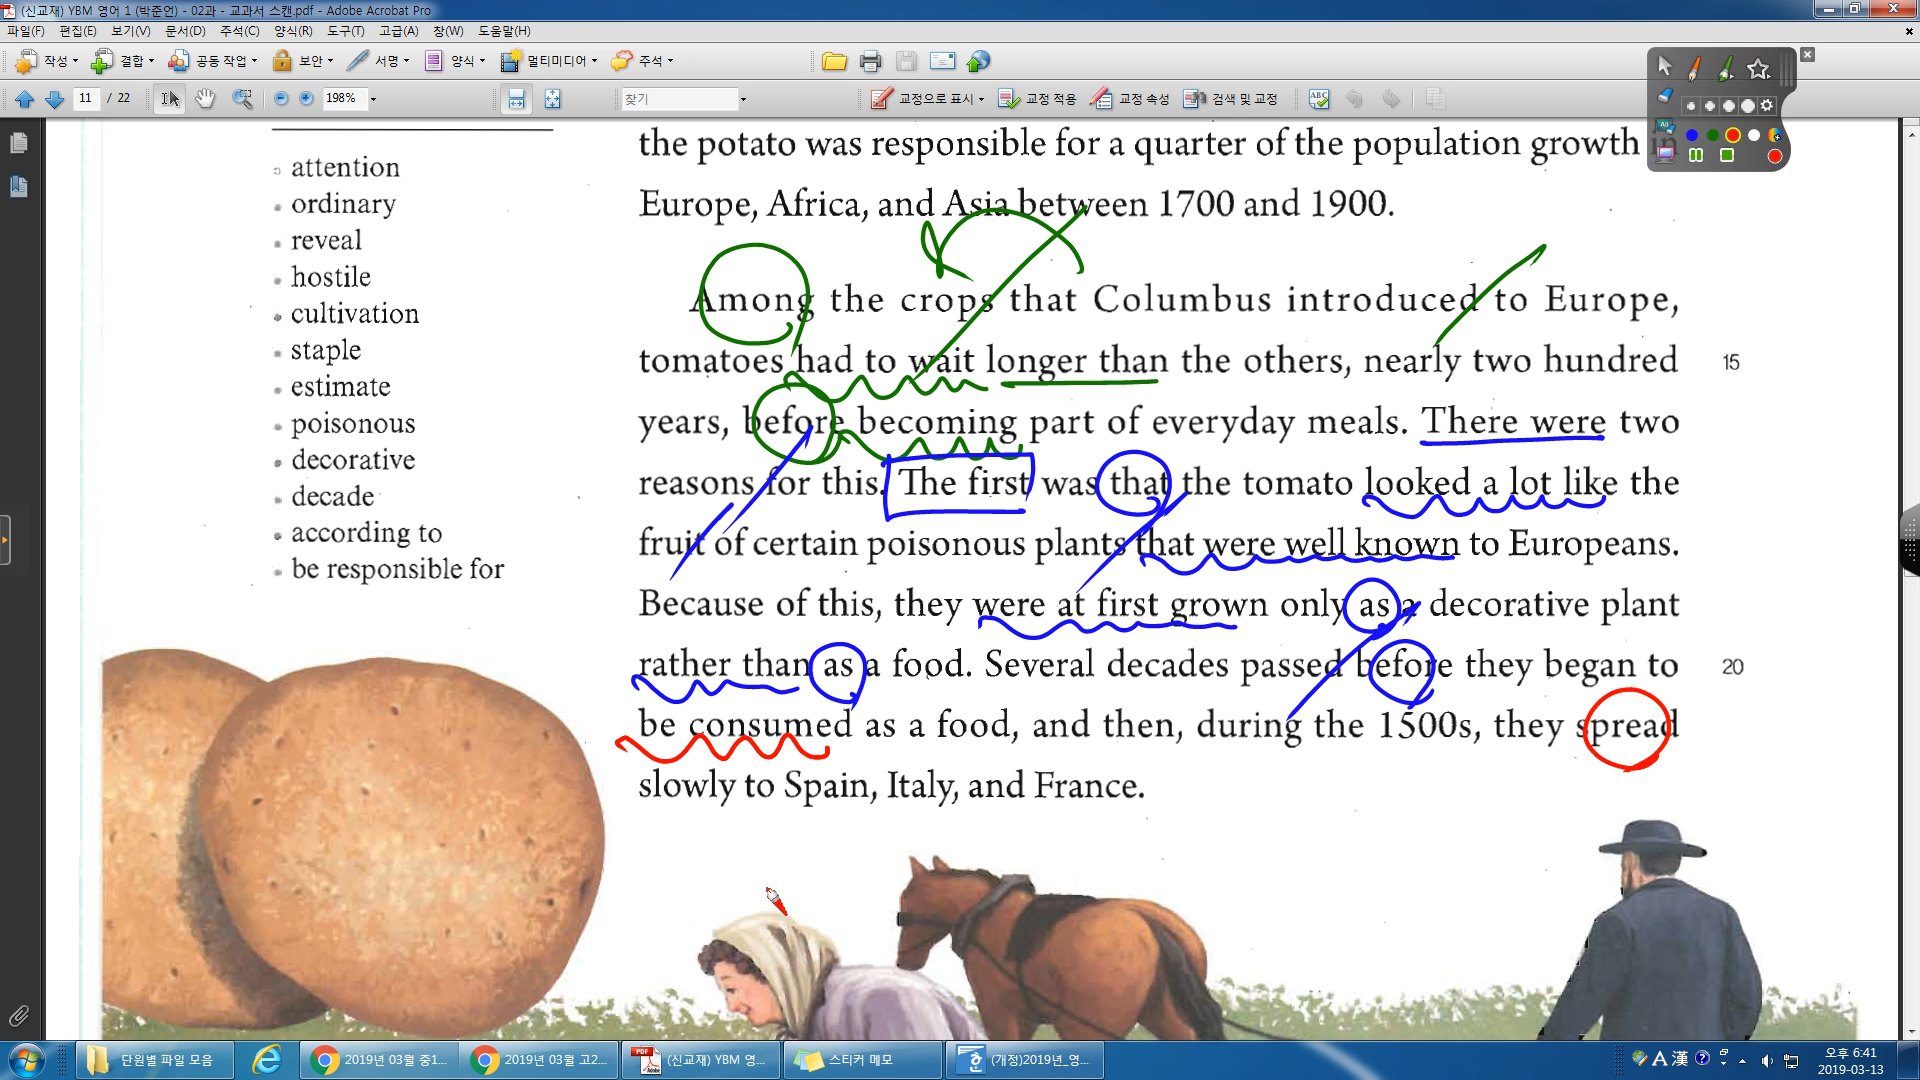 (신교재) YBM 영어 1 (박준언) - 02과 - 교과서 스캔.pdf - Adobe Acrobat Pro
파일(F) 편집(E) 보기(V) 문서(D) 주석(C) 양식(R) 도구(T) 고급(A) 창(W) 도움말(H)
작성 결합 공동 작업 보안 서명 양식 멀티미디어 주석
11 / 22 198% 찾기 교정으로 표시 교정 적용 교정 속성 검색 및 교정
attention
ordinary
reveal
hostile
cultivation
staple
estimate
poisonous
decorative
decade
according to
be responsible for
the potato was responsible for a quarter of the population growth in
Europe, Africa, and Asia between 1700 and 1900.
Among the crops that Columbus introduced to Europe,
tomatoes had to wait longer than the others, nearly two hundred 15
years, before becoming part of everyday meals. There were two
reasons for this. The first was that the tomato looked a lot like the
fruit of certain poisonous plants that were well known to Europeans.
Because of this, they were at first grown only as a decorative plant
rather than as a food. Several decades passed before they began to 20
be consumed as a food, and then, during the 1500s, they spread
slowly to Spain, Italy, and France.
단원별 파일 모음
2019년 03월 중1...
2019년 03월 고2...
(신교재) YBM 영...
스티커 메모
(개정)2019년_영...
A 漢
오후 6:41
2019-03-13